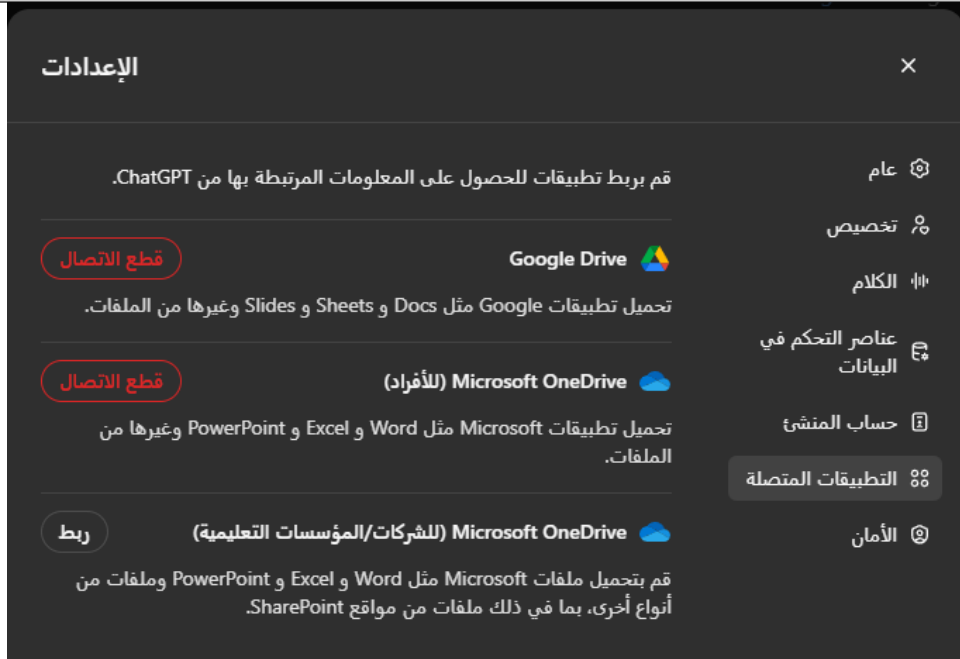 الإعدادات
عام
تخصيص
الكلام
عناصر التحكم في
البيانات
حساب المنشئ
التطبيقات المتصلة
الأمان
قم بربط تطبيقات للحصول على المعلومات المرتبطة بها من ChatGPT.
Google Drive
قطع الاتصال
تحميل تطبيقات Google مثل Docs و Sheets و Slides وغيرها من الملفات.
Microsoft OneDrive (للأفراد)
قطع الاتصال
تحميل تطبيقات Microsoft مثل Word و Excel و PowerPoint وغيرها من
الملفات.
Microsoft OneDrive (للشركات/المؤسسات التعليمية)
ربط
قم بتحميل ملفات Microsoft مثل Word و Excel و PowerPoint وملفات من
أنواع أخرى، بما في ذلك ملفات من مواقع SharePoint.